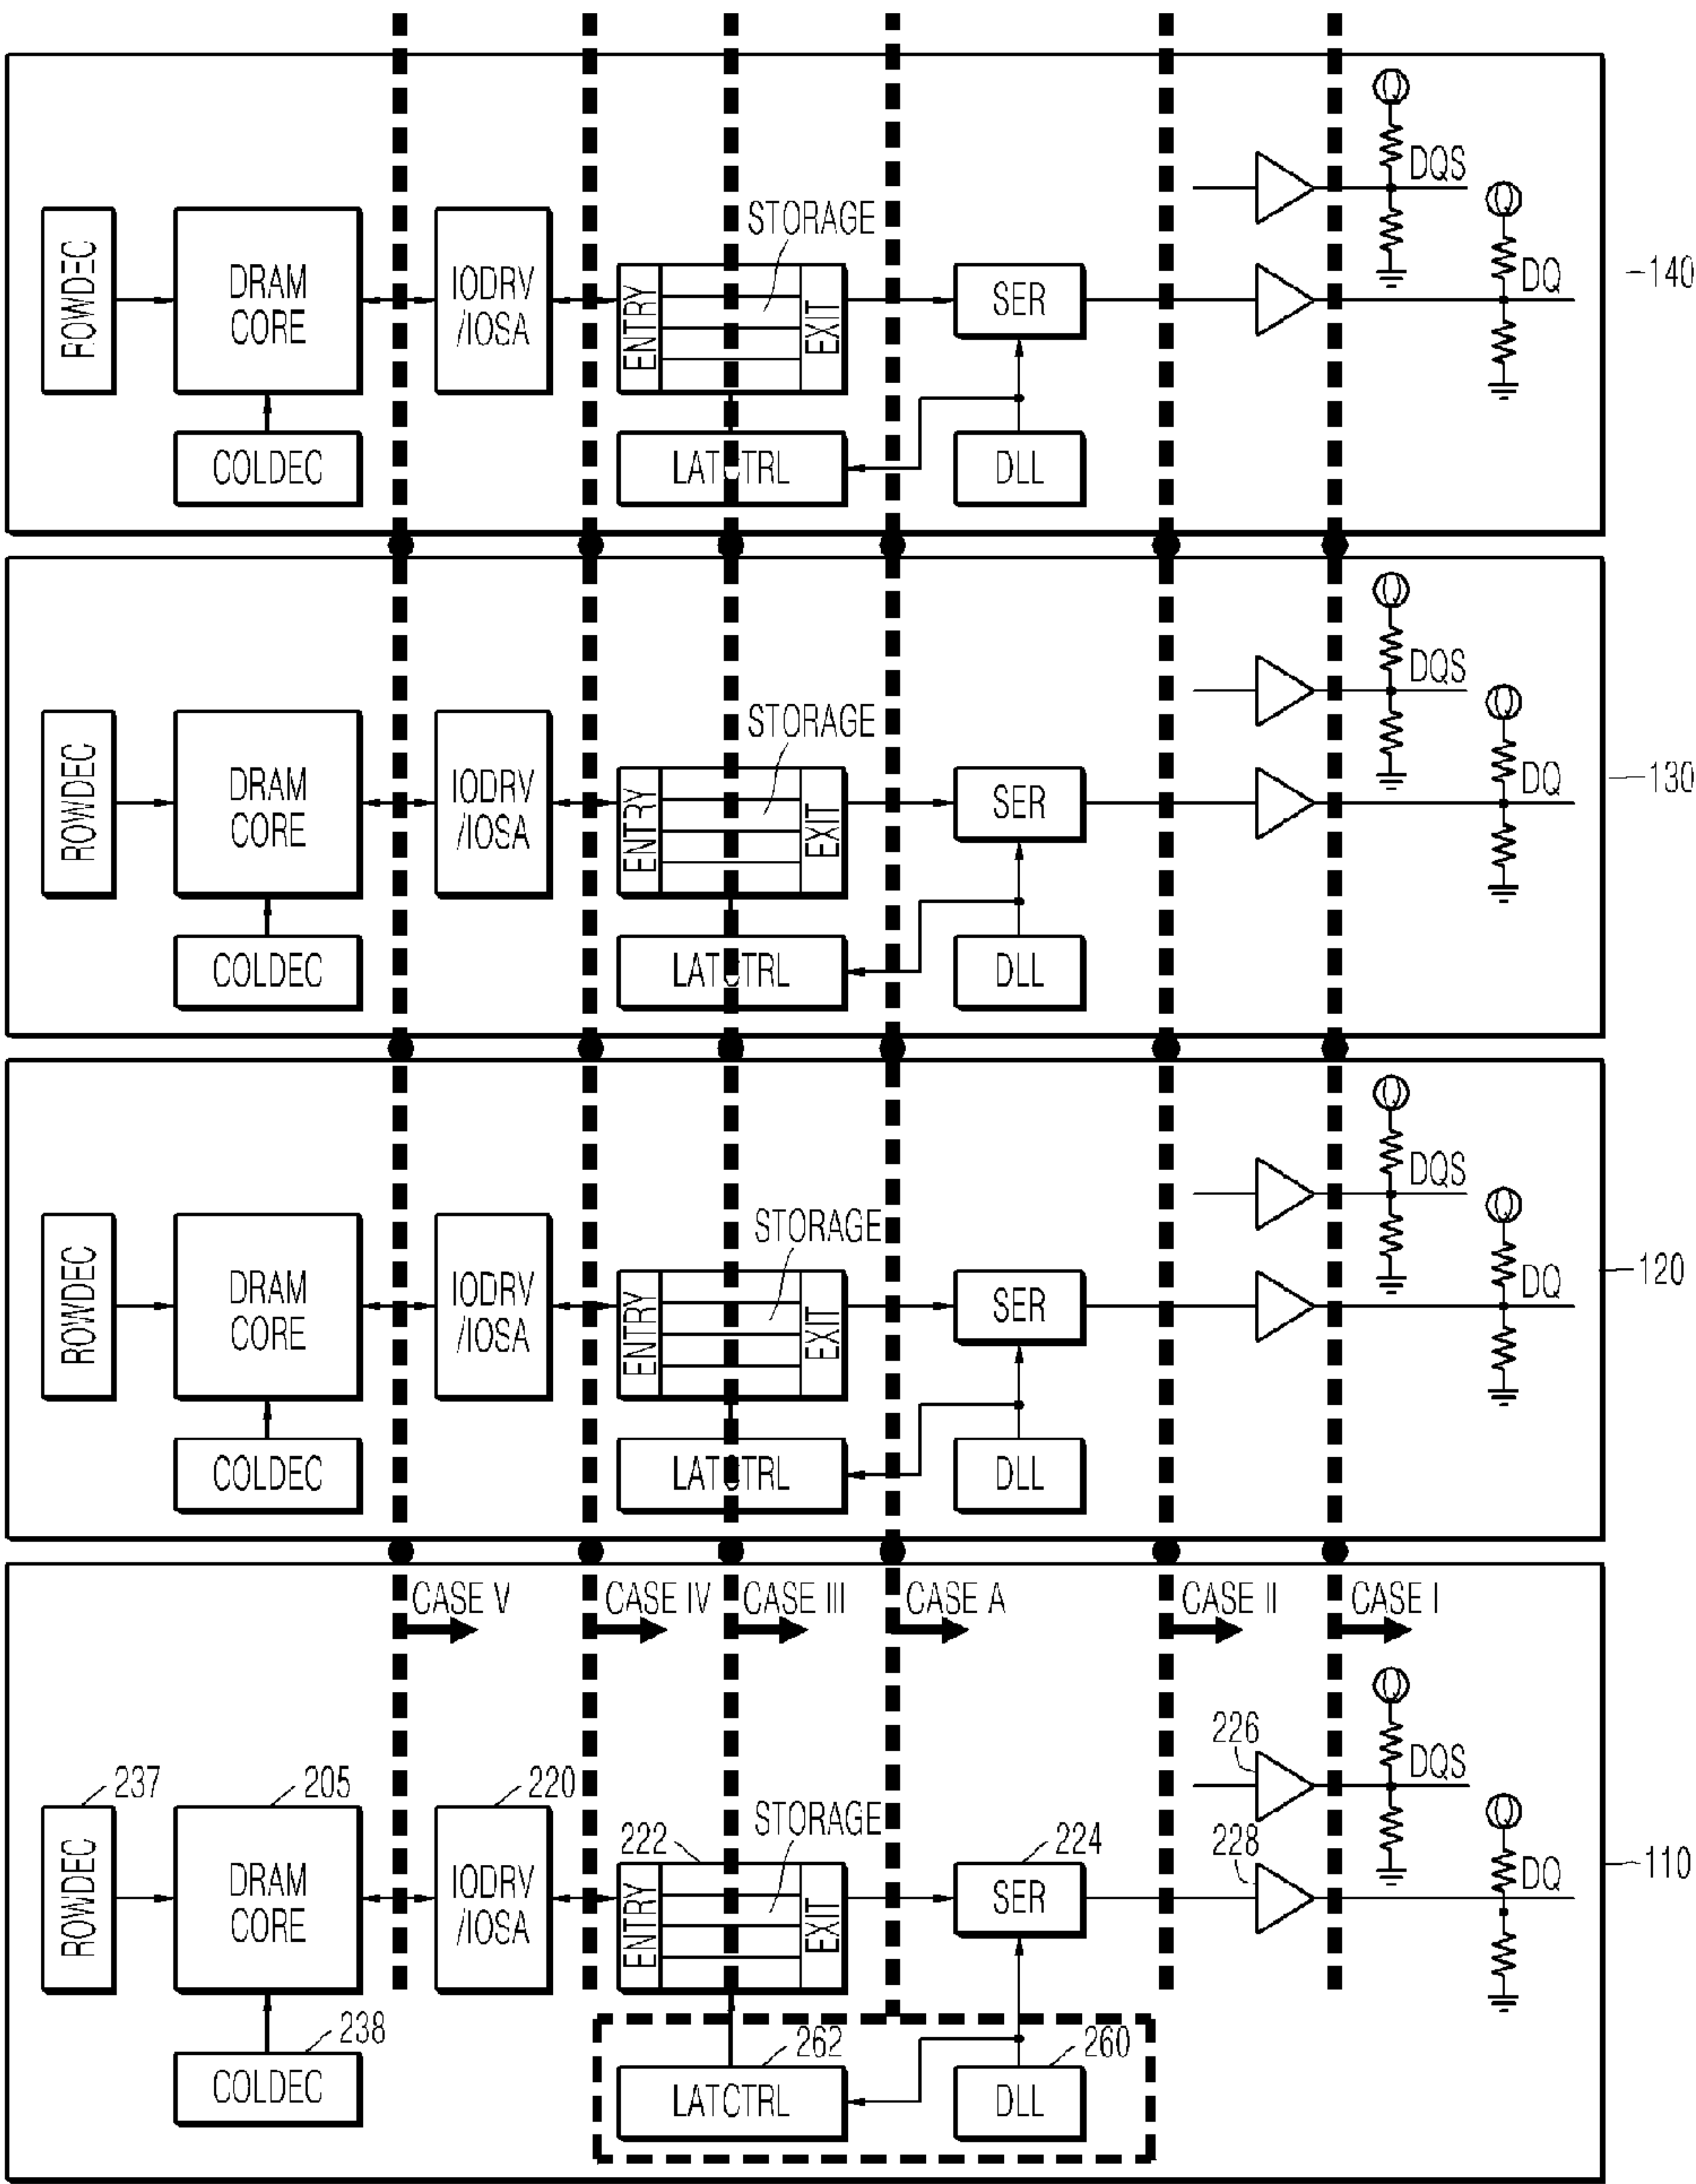 DQS
STORAGE
ROWDEC
DRAM
CORE
IODRV
/IOSA
ENTRY
EXIT
SER
DQ
140
COLDEC
LATCTRL
DLL
DQS
STORAGE
ROWDEC
DRAM
CORE
IODRV
/IOSA
ENTRY
EXIT
SER
DQ
130
COLDEC
LATCTRL
DLL
DQS
STORAGE
ROWDEC
DRAM
CORE
IODRV
/IOSA
ENTRY
EXIT
SER
DQ
120
COLDEC
LATCTRL
DLL
CASE V
CASE IV
CASE III
CASE A
CASE II
CASE I
226
DQS
237
205
220
222
STORAGE
224
228
ROWDEC
DRAM
CORE
IODRV
/IOSA
ENTRY
EXIT
SER
DQ
110
238
262
260
COLDEC
LATCTRL
DLL